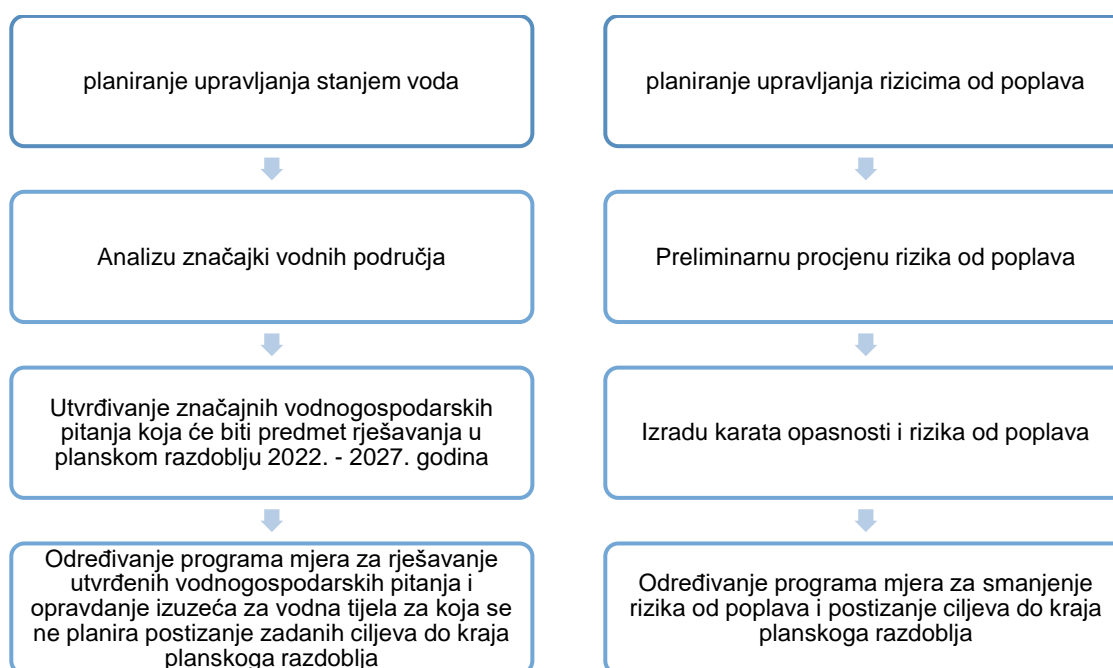 planiranje upravljanja stanjem voda
Analizu značajki vodnih područja
Utvrđivanje značajnih vodnogospodarskih
pitanja koja će biti predmet rješavanja u
planskom razdoblju 2022. - 2027. godina
Određivanje programa mjera za rješavanje
utvrđenih vodnogospodarskih pitanja i
opravdanje izuzeća za vodna tijela za koja se
ne planira postizanje zadanih ciljeva do kraja
planskoga razdoblja
planiranje upravljanja rizicima od poplava
Preliminarnu procjenu rizika od poplava
Izradu karata opasnosti i rizika od poplava
Određivanje programa mjera za smanjenje
rizika od poplava i postizanje ciljeva do kraja
planskoga razdoblja